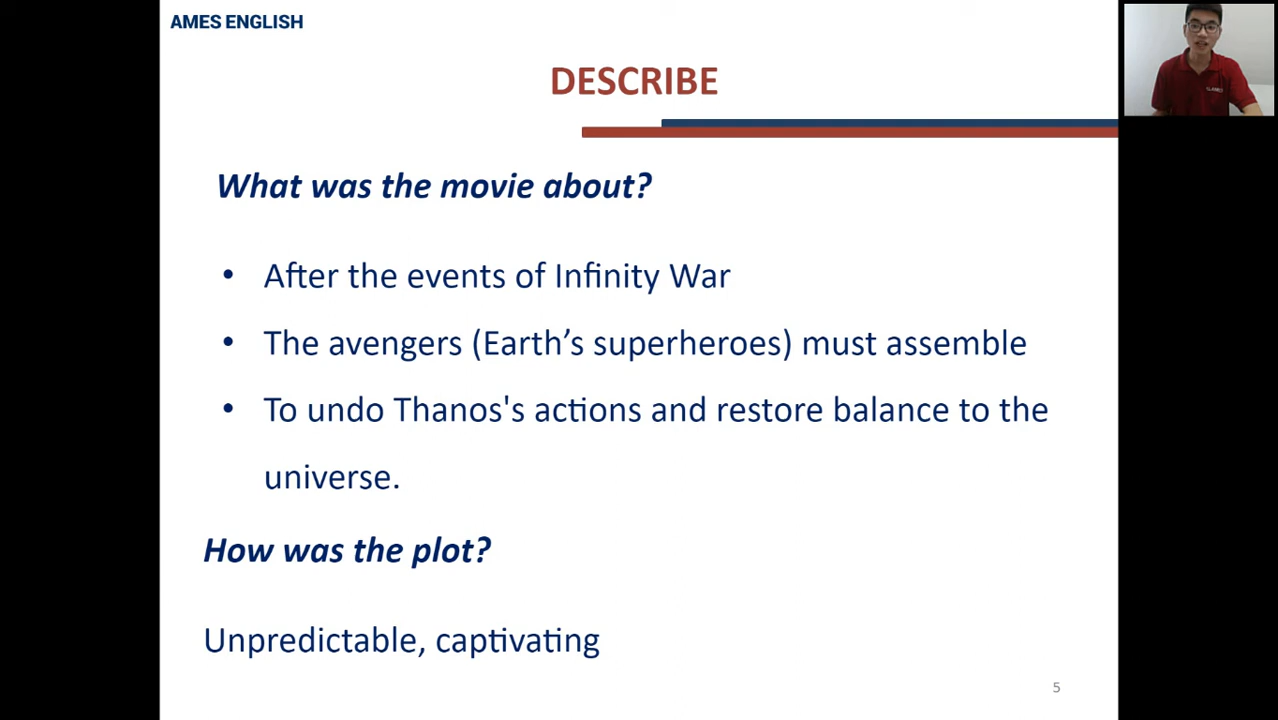 AMES ENGLISH
DESCRIBE
What was the movie about?
• After the events of Infinity War
• The avengers (Earth’s superheroes) must assemble
• To undo Thanos's actions and restore balance to the
universe.
How was the plot?
Unpredictable, captivating
5